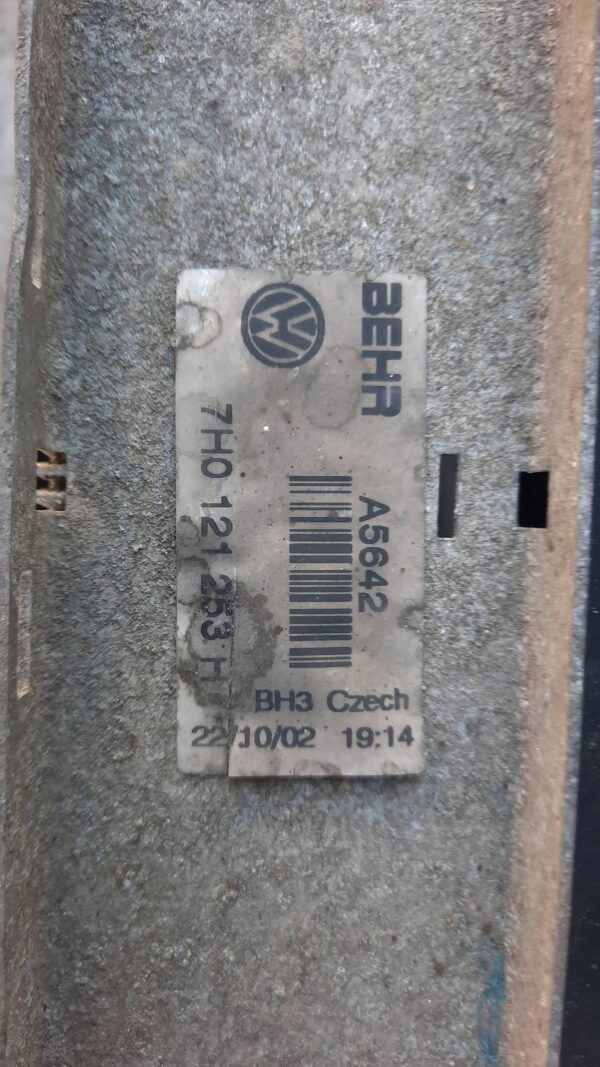 BEHR
A5642
7H0 121 253 H
BH3 Czech
22/10/02 19:14